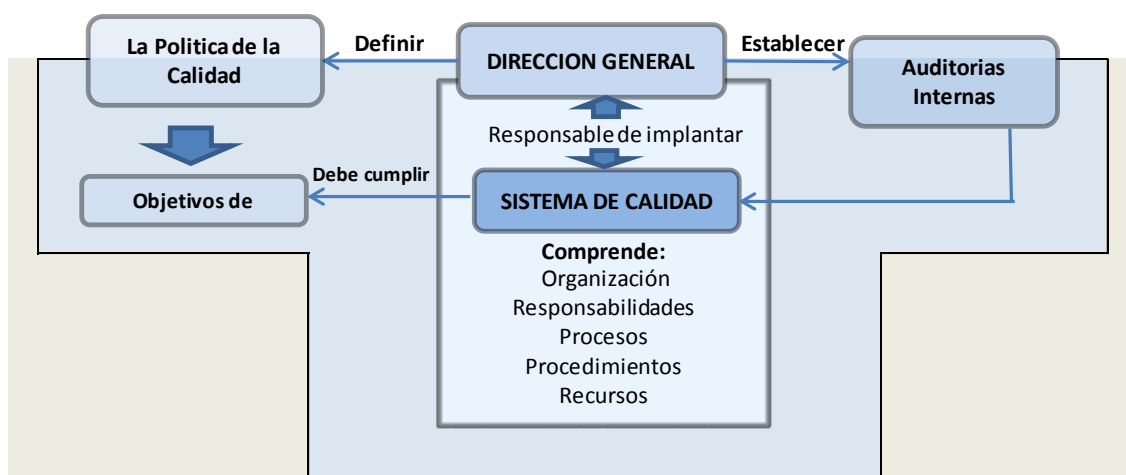 La Politica de la
Calidad
Definir
DIRECCION GENERAL
Establecer
Auditorias
Internas
Responsable de implantar
Objetivos de
Debe cumplir
SISTEMA DE CALIDAD
Comprende:
Organización
Responsabilidades
Procesos
Procedimientos
Recursos